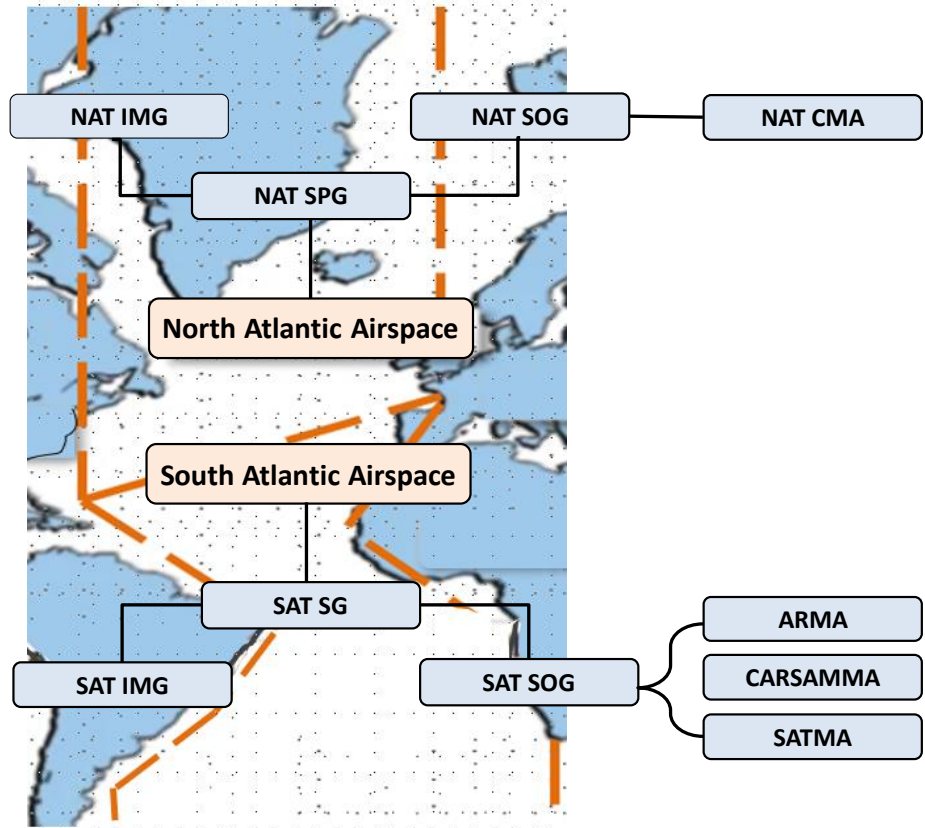 NAT IMG
NAT SOG
NAT CMA
NAT SPG
North Atlantic Airspace
South Atlantic Airspace
SAT SG
ARMA
SAT IMG
SAT SOG
CARSAMMA
SATMA